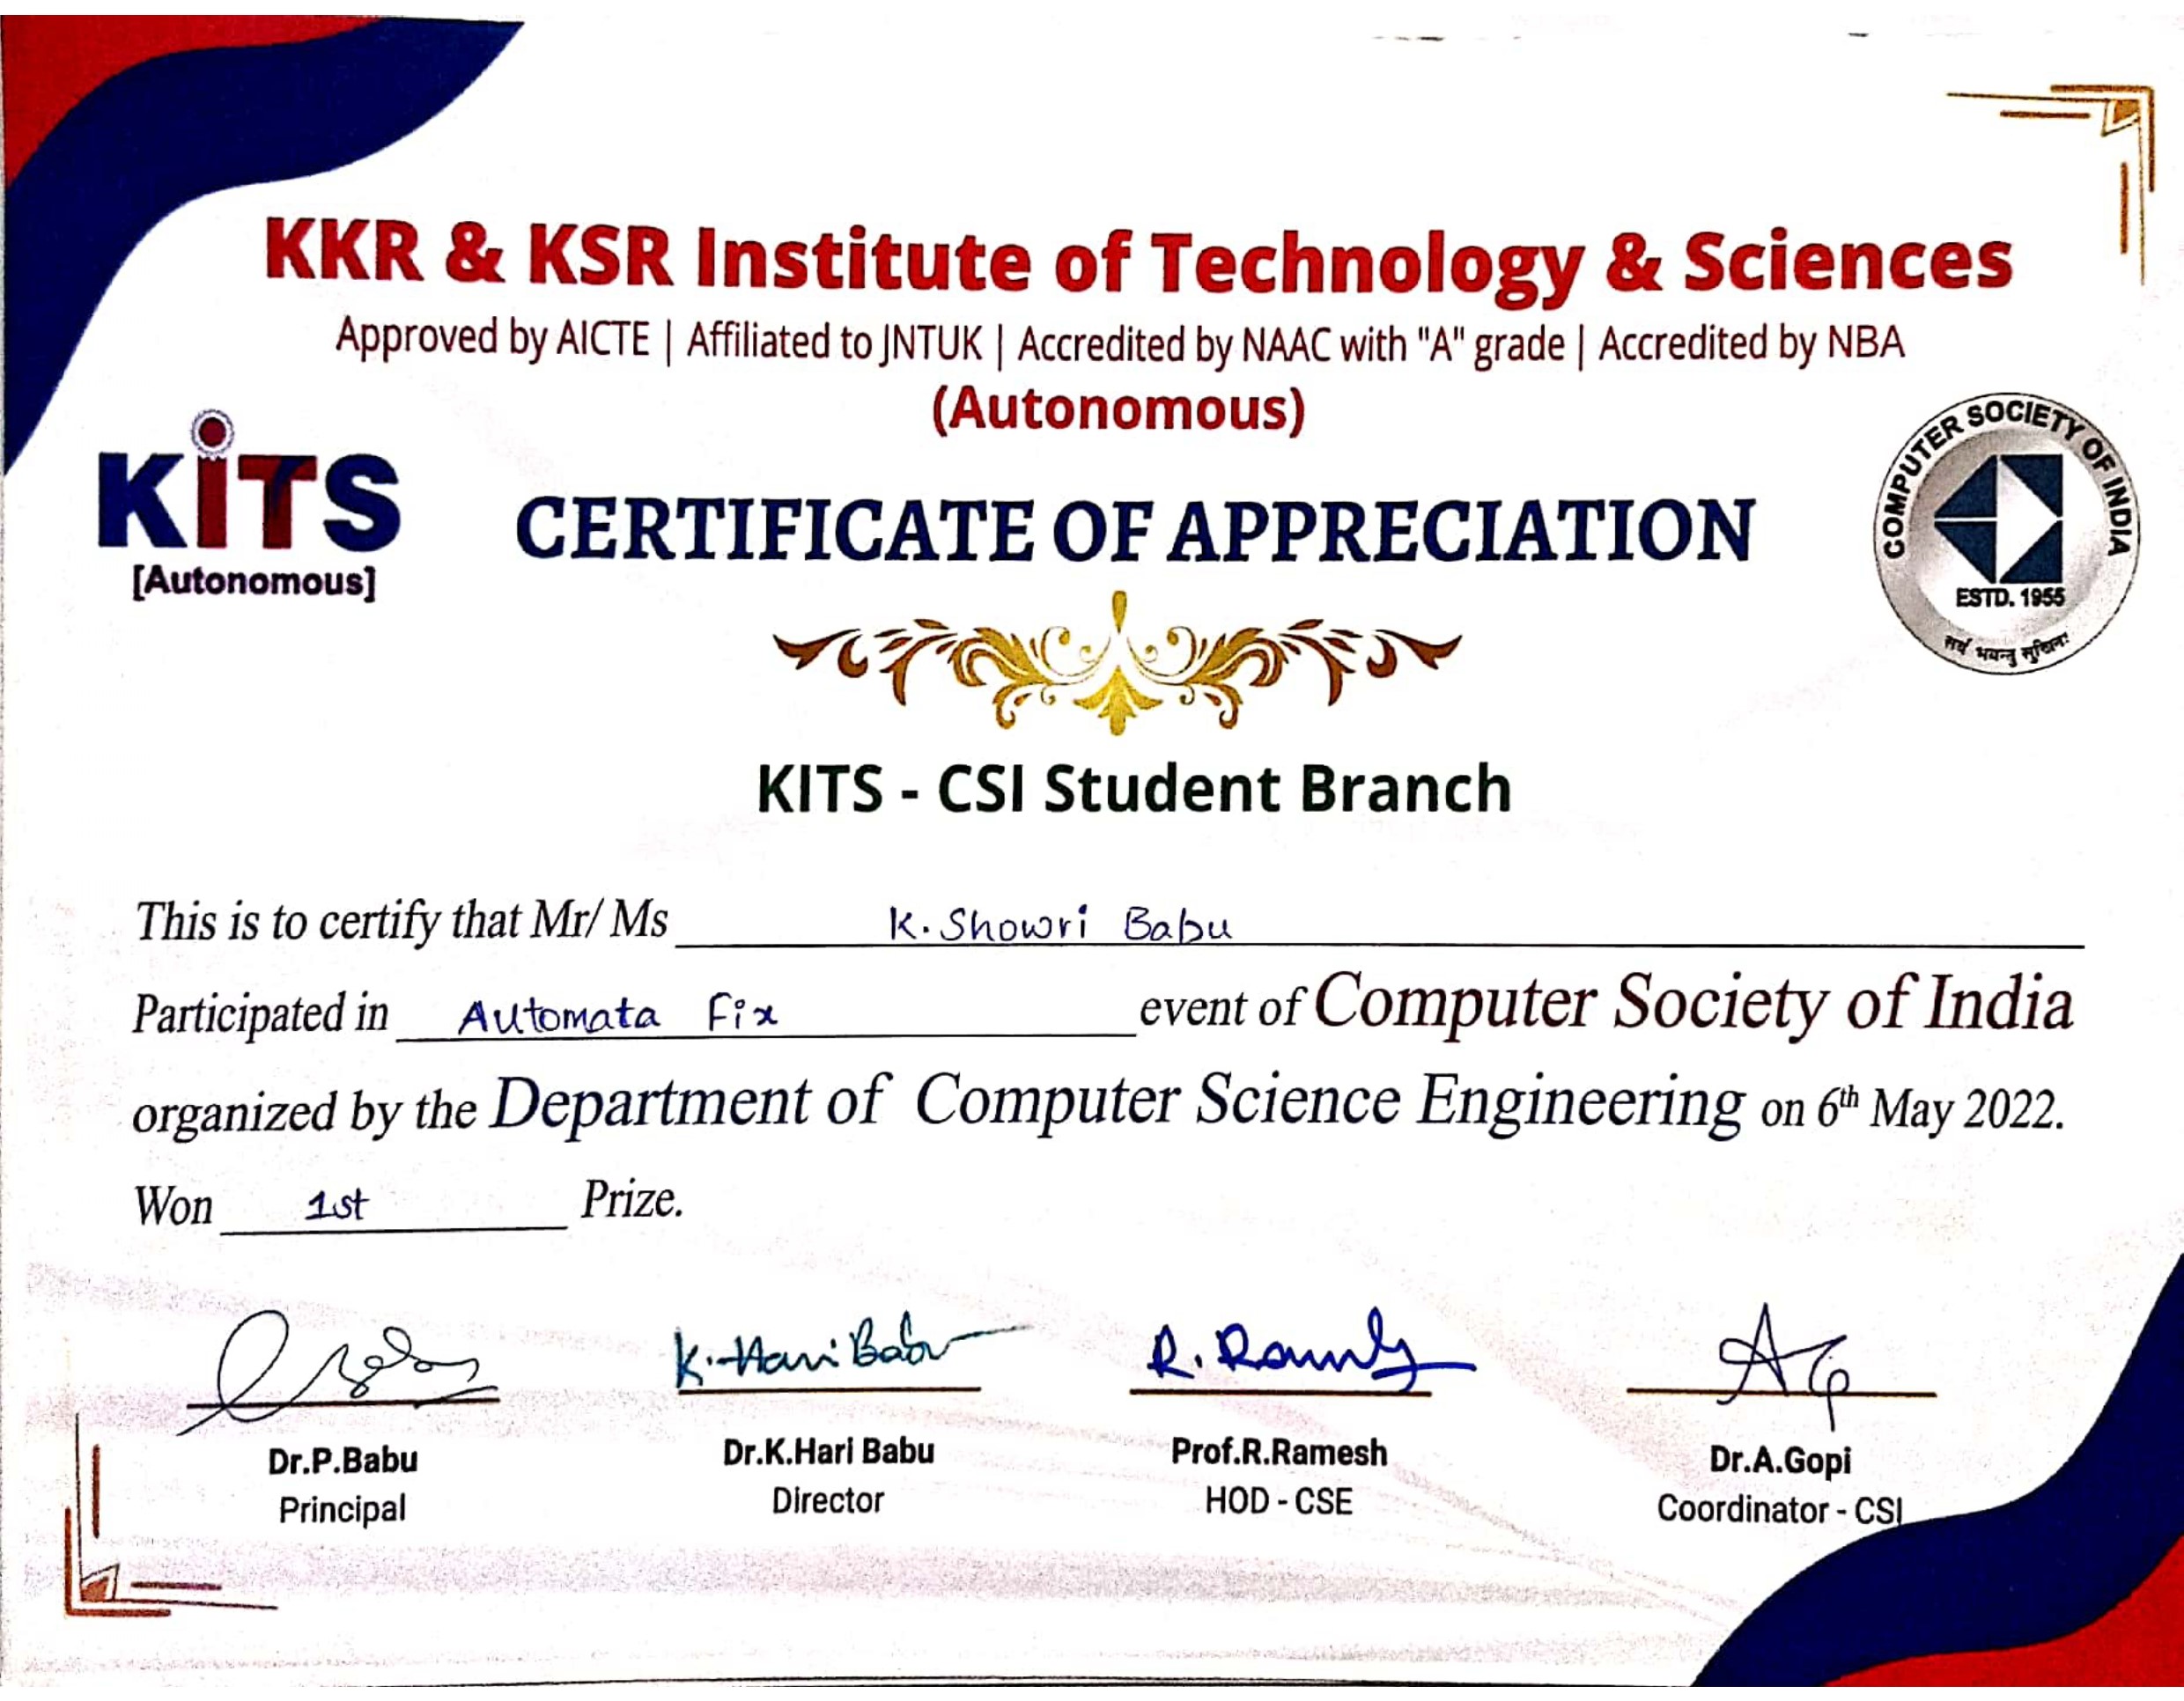 KKR & KSR Institute of Technology & Sciences
Approved by AICTE | Affiliated to JNTUK | Accredited by NAAC with "A" grade | Accredited by NBA
(Autonomous)
KITS
[Autonomous]
CERTIFICATE OF APPRECIATION
COMPUTER SOCIETY OF INDIA
ESTD. 1955
सर्वे भवन्तु सुखिनः
KITS - CSI Student Branch
This is to certify that Mr/ Ms K. Showri Babu
Participated in Automata Fix event of Computer Society of India
organized by the Department of Computer Science Engineering on 6th May 2022.
Won 1st Prize.
K. Hari Babu R. Ramesh
Dr.P.Babu Dr.K.Hari Babu Prof.R.Ramesh Dr.A.Gopi
Principal Director HOD - CSE Coordinator - CSI